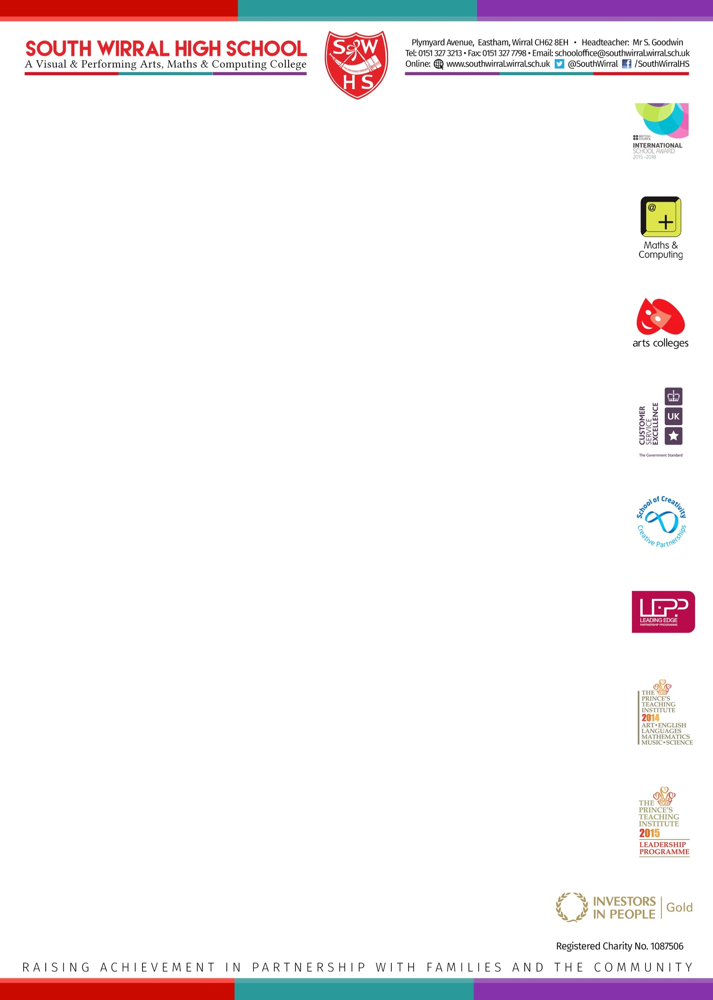 SOUTH WIRRAL HIGH SCHOOL
A Visual & Performing Arts, Maths & Computing College
S W
H S
Plymyard Avenue, Eastham, Wirral CH62 8EH • Headteacher: Mr S. Goodwin
Tel: 0151 327 3213 • Fax: 0151 327 7798 • Email: schooloffice@southwirral.wirral.sch.uk
Online: www.southwirral.wirral.sch.uk @SouthWirral f /SouthWirralHS
BRITISH
COUNCIL
INTERNATIONAL
SCHOOL AWARD
2015–2018
@
+
Maths &
Computing
arts colleges
CUSTOMER
SERVICE
EXCELLENCE
UK
The Government Standard
School of Creativity
Creative Partnerships
LEPP
LEADING EDGE
PARTNERSHIP PROGRAMME
THE
PRINCE'S
TEACHING
INSTITUTE
2014
ART•ENGLISH
LANGUAGES
MATHEMATICS
MUSIC•SCIENCE
THE
PRINCE'S
TEACHING
INSTITUTE
2015
LEADERSHIP
PROGRAMME
INVESTORS
IN PEOPLE
Gold
Registered Charity No. 1087506
RAISING ACHIEVEMENT IN PARTNERSHIP WITH FAMILIES AND THE COMMUNITY